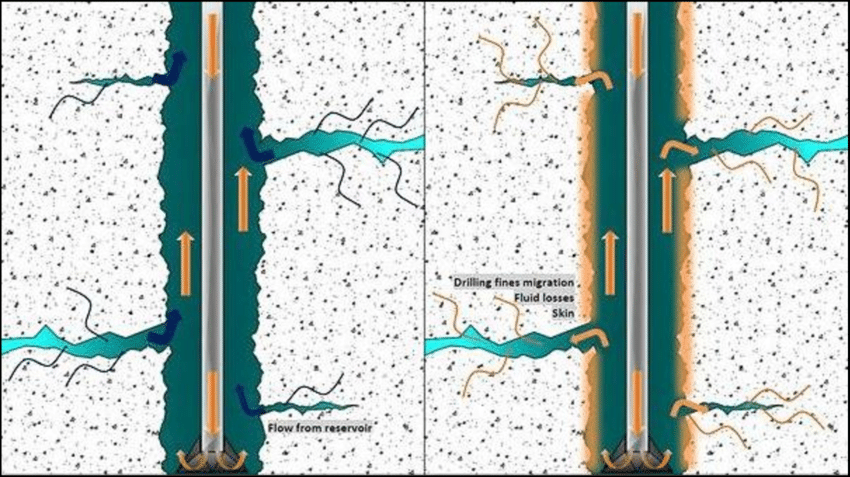 Drilling fines migration
Fluid losses
Skin
Flow from reservoir